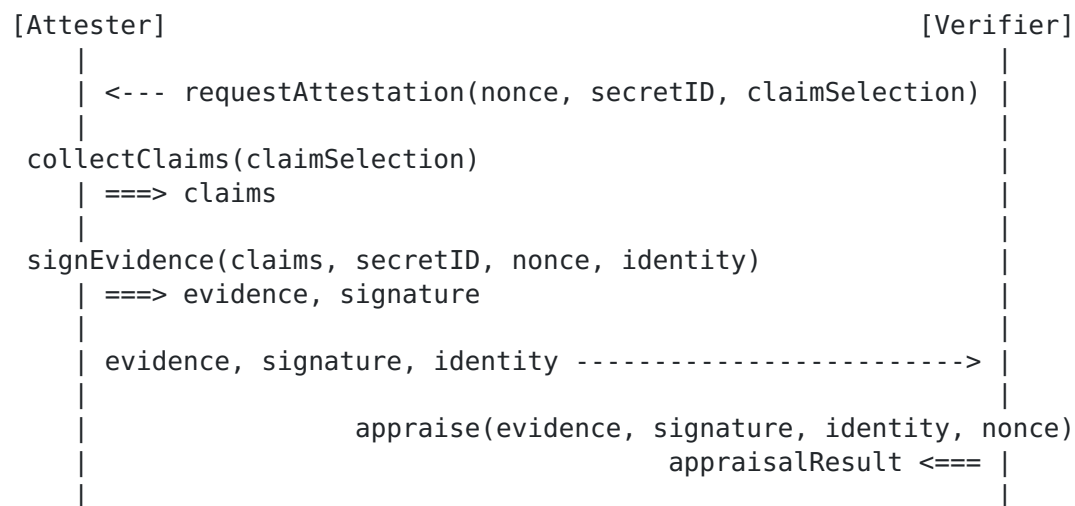 [Attester] [Verifier]
<--- requestAttestation(nonce, secretID, claimSelection)
collectClaims(claimSelection)
===> claims
signEvidence(claims, secretID, nonce, identity)
===> evidence, signature
evidence, signature, identity ------------------------->
appraise(evidence, signature, identity, nonce)
appraisalResult <===